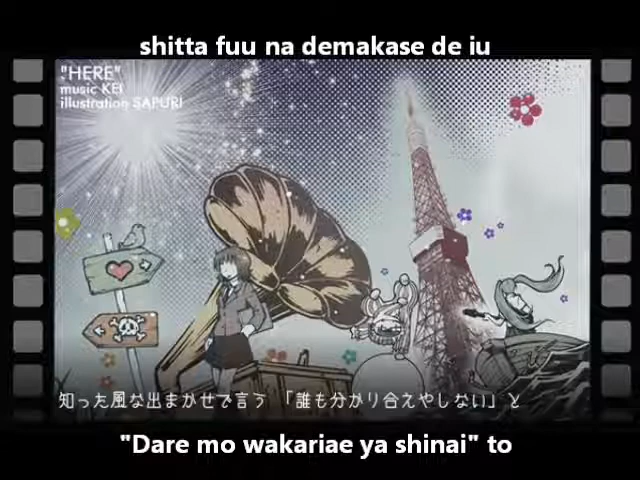 shitta fuu na demakase de iu
"HERE"
music KEI
illustration SAPURI
知った風な出まかせで言う 「誰も分かり合えやしない」と
"Dare mo wakariae ya shinai" to